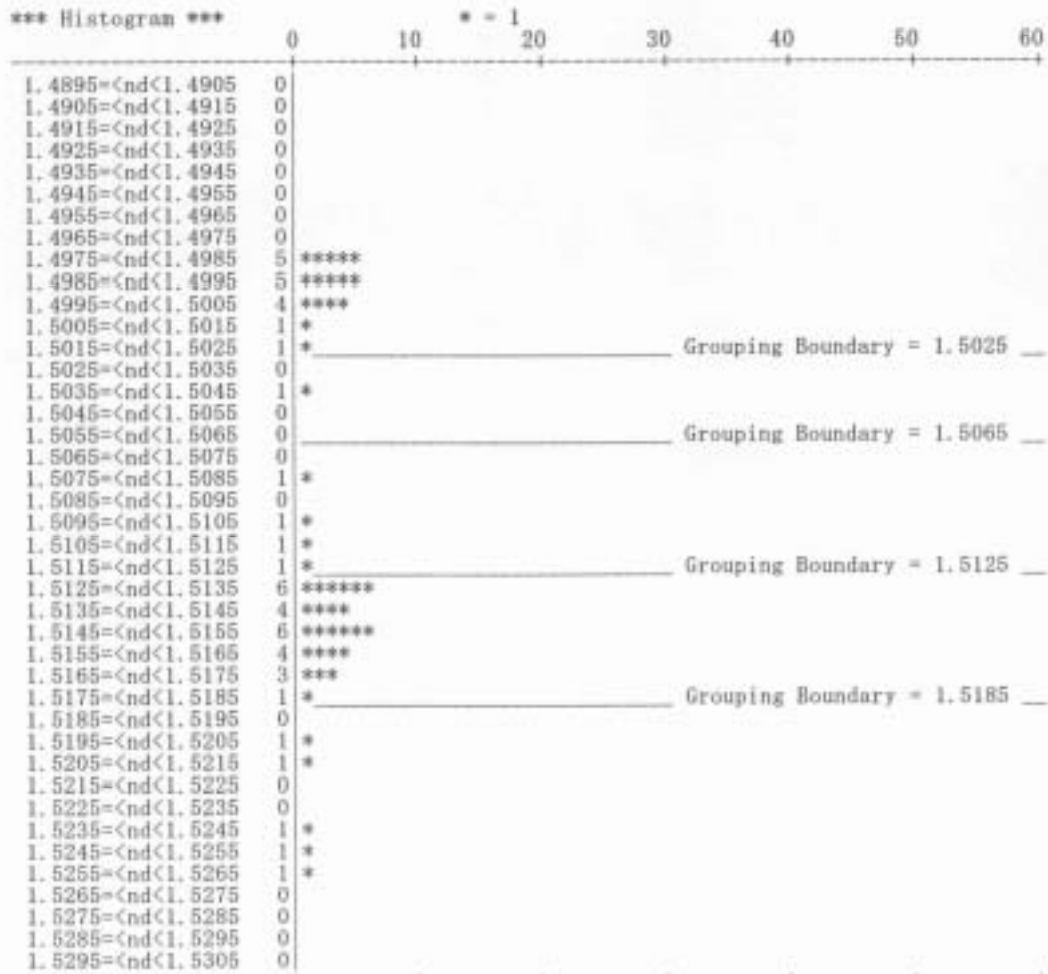 *** Histogram *** * = 1
0 10 20 30 40 50 60
1.4895=<nd<1.4905 0
1.4905=<nd<1.4915 0
1.4915=<nd<1.4925 0
1.4925=<nd<1.4935 0
1.4935=<nd<1.4945 0
1.4945=<nd<1.4955 0
1.4955=<nd<1.4965 0
1.4965=<nd<1.4975 0
1.4975=<nd<1.4985 5 *****
1.4985=<nd<1.4995 5 *****
1.4995=<nd<1.5005 4 ****
1.5005=<nd<1.5015 1 *
1.5015=<nd<1.5025 1 * Grouping Boundary = 1.5025
1.5025=<nd<1.5035 0
1.5035=<nd<1.5045 1 *
1.5045=<nd<1.5055 0
1.5055=<nd<1.5065 0 Grouping Boundary = 1.5065
1.5065=<nd<1.5075 0
1.5075=<nd<1.5085 1 *
1.5085=<nd<1.5095 0
1.5095=<nd<1.5105 1 *
1.5105=<nd<1.5115 1 *
1.5115=<nd<1.5125 1 * Grouping Boundary = 1.5125
1.5125=<nd<1.5135 6 ******
1.5135=<nd<1.5145 4 ****
1.5145=<nd<1.5155 6 ******
1.5155=<nd<1.5165 4 ****
1.5165=<nd<1.5175 3 ***
1.5175=<nd<1.5185 1 * Grouping Boundary = 1.5185
1.5185=<nd<1.5195 0
1.5195=<nd<1.5205 1 *
1.5205=<nd<1.5215 1 *
1.5215=<nd<1.5225 0
1.5225=<nd<1.5235 0
1.5235=<nd<1.5245 1 *
1.5245=<nd<1.5255 1 *
1.5255=<nd<1.5265 1 *
1.5265=<nd<1.5275 0
1.5275=<nd<1.5285 0
1.5285=<nd<1.5295 0
1.5295=<nd<1.5305 0